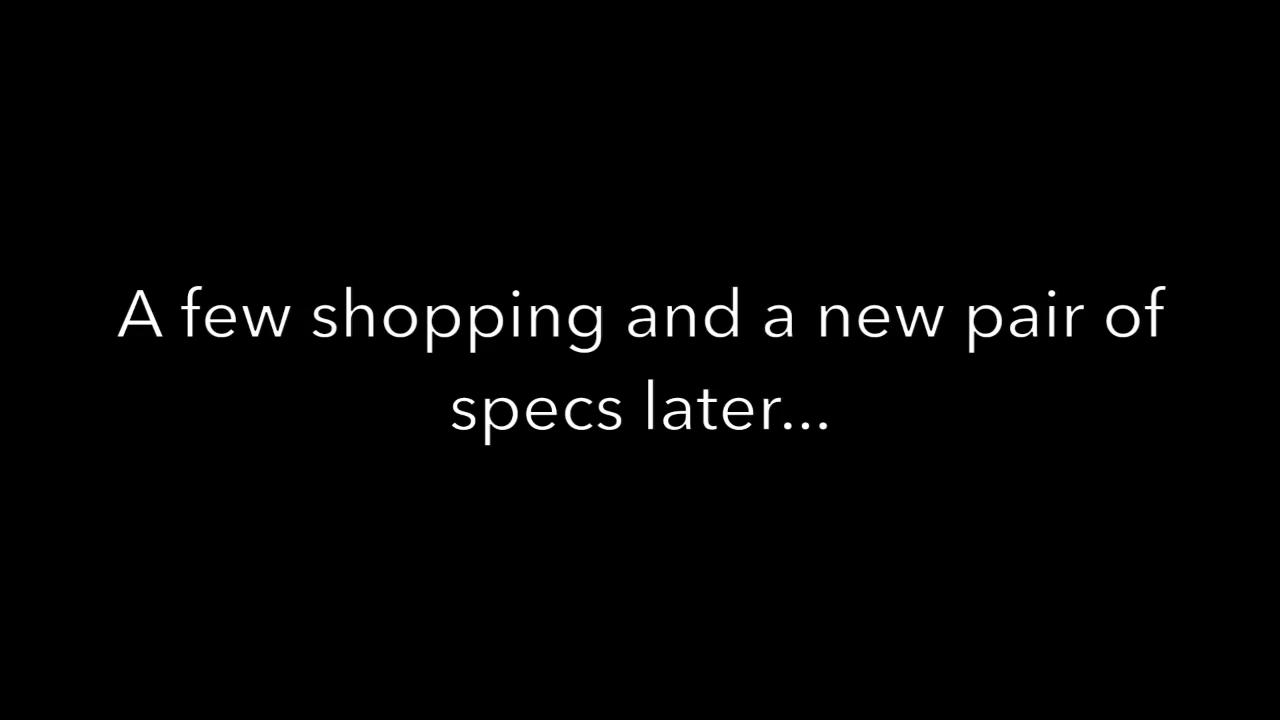 A few shopping and a new pair of
specs later...